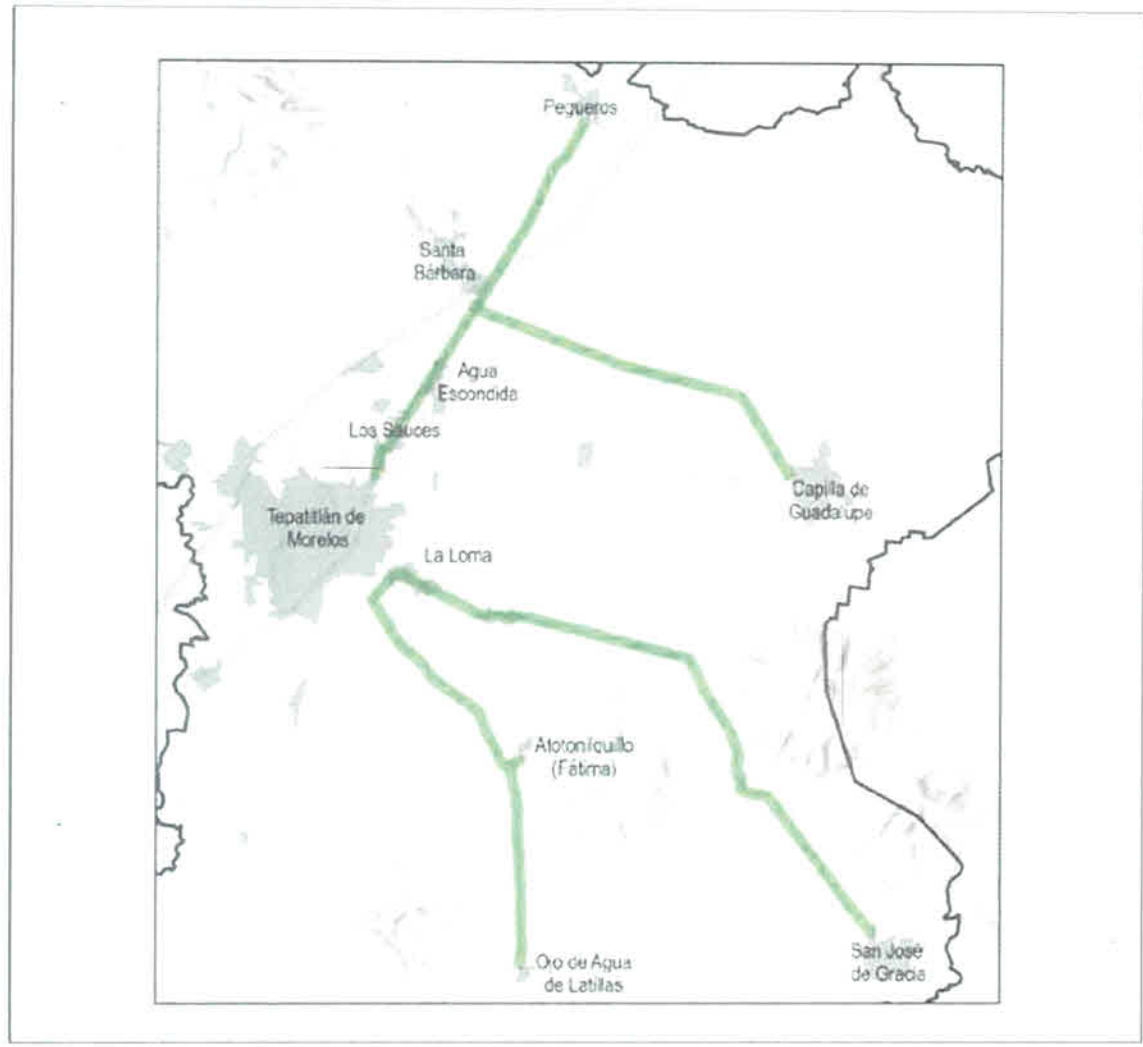 Pegueros
Santa
Bárbara
Agua
Escondida
Los Sauces
Capilla de
Guadalupe
Tepatitlán de
Morelos
La Loma
Atotoniquillo
(Fátima)
San José
de Gracia
Ojo de Agua
de Latillas